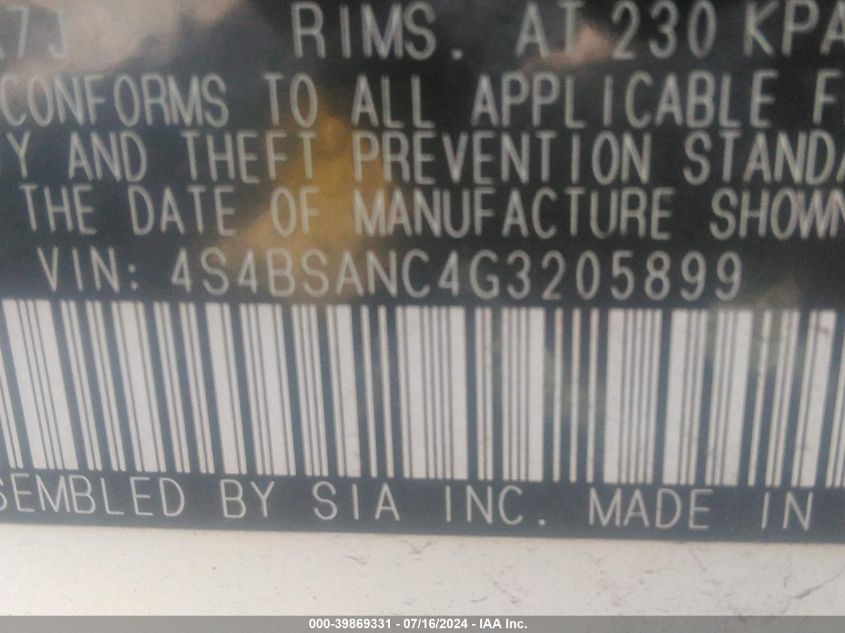 RIMS. AT 230 KPA
CONFORMS TO ALL APPLICABLE
AND THEFT PREVENTION
THE DATE OF MANUFACTURE SHOWN
VIN: 4S4BSANC4G3205899
SEMBLED BY SIA INC. MADE IN
000-39869331 - 07/16/2024 - IAA Inc.